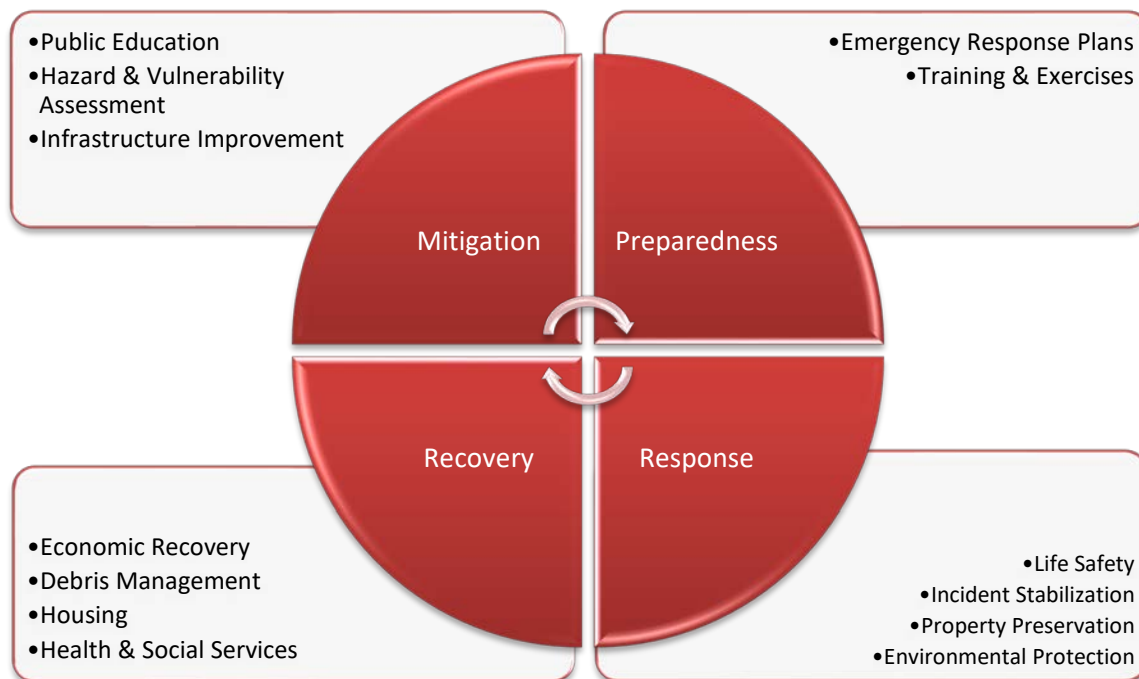 •Public Education
•Hazard & Vulnerability
Assessment
•Infrastructure Improvement
•Emergency Response Plans
•Training & Exercises
Mitigation
Preparedness
Recovery
Response
•Economic Recovery
•Debris Management
•Housing
•Health & Social Services
•Life Safety
•Incident Stabilization
•Property Preservation
•Environmental Protection